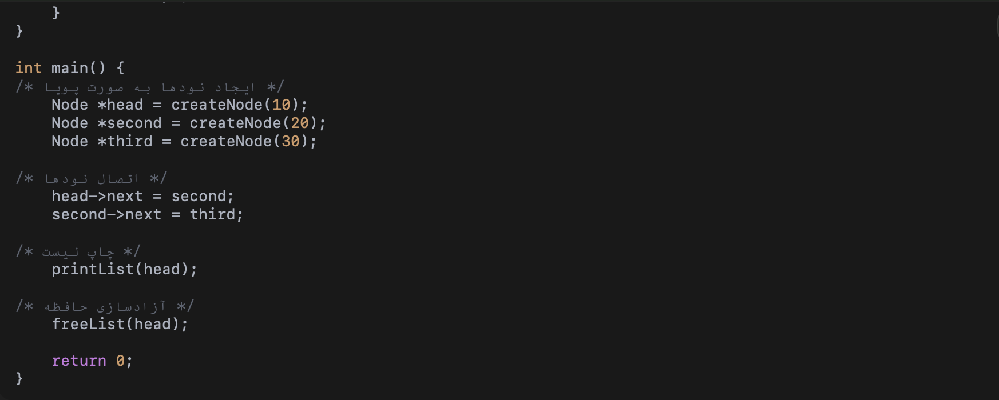 }
}
int main() {
/* ایجاد نودها به صورت پویا */
Node *head = createNode(10);
Node *second = createNode(20);
Node *third = createNode(30);
/* اتصال نودها */
head->next = second;
second->next = third;
/* چاپ لیست */
printList(head);
/* آزادسازی حافظه */
freeList(head);
return 0;
}